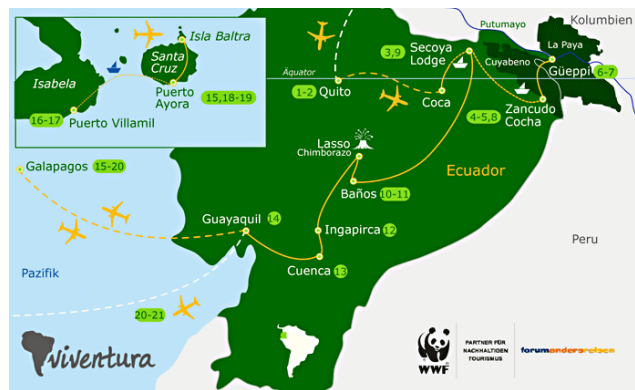 Isla Baltra
Santa
Cruz
Isabela
Puerto
Ayora
15,18-19
16-17
Puerto Villamil
Galapagos 15-20
Pazifik
20-21
viventura
Äquator
1-2 Quito
Coca
3,9
Secoya
Lodge
Putumayo
Kolumbien
La Paya
Cuyabeno
Güeppi 6-7
4-5,8
Zancudo
Cocha
Lasso
Chimborazo
Baños 10-11
Ecuador
Guayaquil 14
Ingapirca 12
Cuenca 13
Peru
WWF
PARTNER FÜR
NACHHALTIGEN
TOURISMUS
forumandersreisen